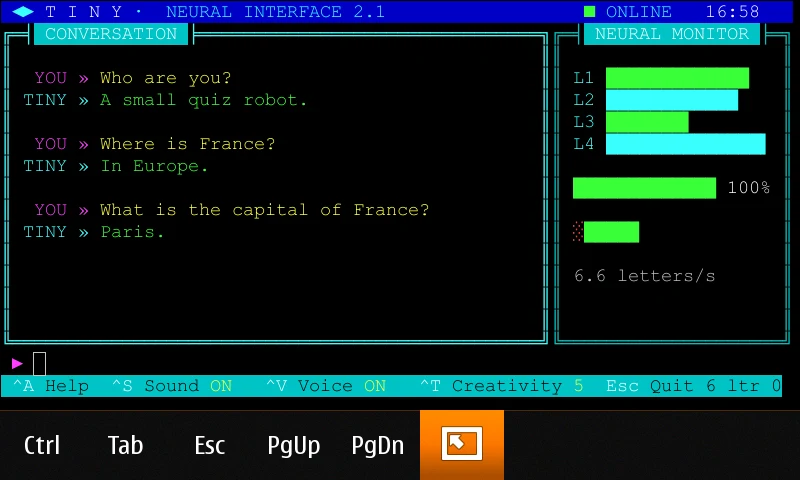 T I N Y · NEURAL INTERFACE 2.1 ONLINE 16:58
CONVERSATION
YOU » Who are you?
TINY » A small quiz robot.
YOU » Where is France?
TINY » In Europe.
YOU » What is the capital of France?
TINY » Paris.
NEURAL MONITOR
L1
L2
L3
L4
100%
6.6 letters/s
^A Help ^S Sound ON ^V Voice ON ^T Creativity 5 Esc Quit 6 ltr 0
Ctrl Tab Esc PgUp PgDn